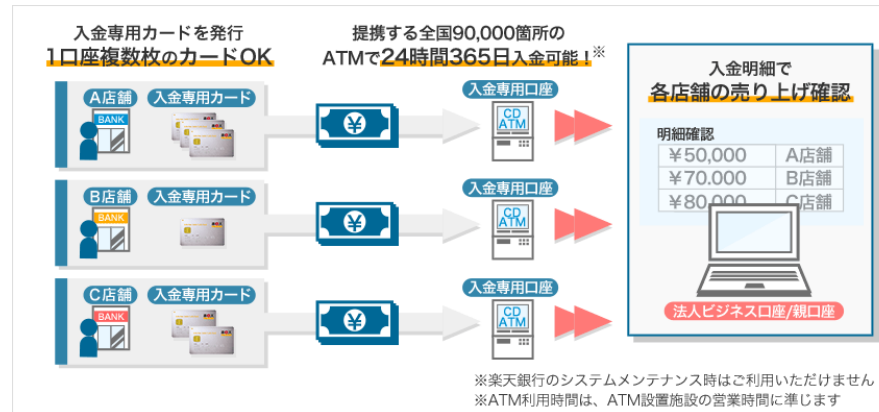 入金専用カードを発行
1口座複数枚のカードOK
提携する全国90,000箇所の
ATMで24時間365日入金可能！※
入金明細で
各店舗の売り上げ確認
A店舗 入金専用カード
BANK
¥
入金専用口座
CD
ATM
明細確認
¥50,000 A店舗
¥70.000 B店舗
¥80,000 C店舗
B店舗 入金専用カード
BANK
¥
入金専用口座
CD
ATM
C店舗 入金専用カード
BANK
¥
入金専用口座
CD
ATM
法人ビジネス口座/親口座
※楽天銀行のシステムメンテナンス時はご利用いただけません
※ATM利用時間は、ATM設置施設の営業時間に準じます